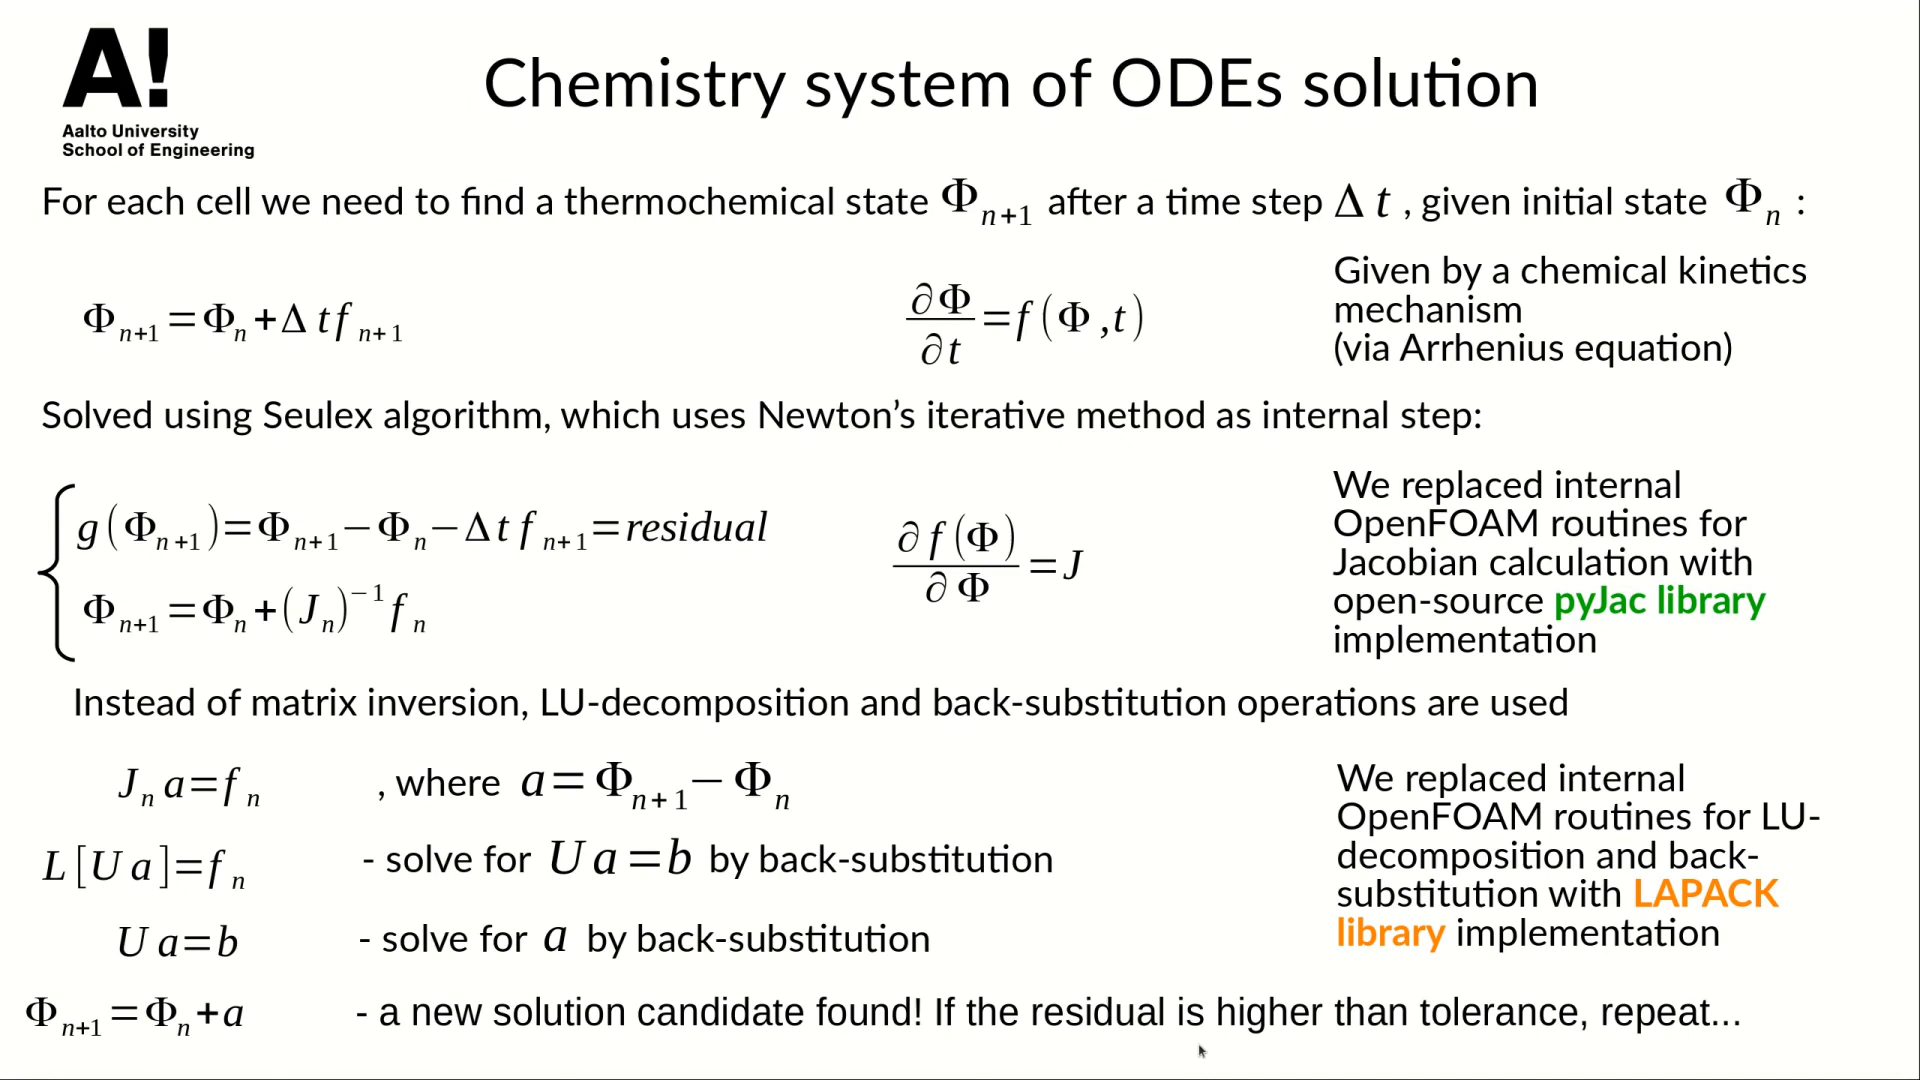 A!
Aalto University
School of Engineering
Chemistry system of ODEs solution
For each cell we need to find a thermochemical state Φ_{n+1} after a time step Δ t , given initial state Φ_n :
Φ_{n+1} = Φ_n + Δ t f_{n+1}
∂Φ/∂t = f (Φ ,t)
Given by a chemical kinetics
mechanism
(via Arrhenius equation)
Solved using Seulex algorithm, which uses Newton’s iterative method as internal step:
g (Φ_{n+1}) = Φ_{n+1} − Φ_n − Δ t f_{n+1} = residual
Φ_{n+1} = Φ_n + (J_n)^{−1} f_n
∂ f (Φ)/∂ Φ = J
We replaced internal
OpenFOAM routines for
Jacobian calculation with
open-source pyJac library
implementation
Instead of matrix inversion, LU-decomposition and back-substitution operations are used
J_n a = f_n , where a = Φ_{n+1} − Φ_n
L [U a] = f_n - solve for U a = b by back-substitution
U a = b - solve for a by back-substitution
We replaced internal
OpenFOAM routines for LU-
decomposition and back-
substitution with LAPACK
library implementation
Φ_{n+1} = Φ_n + a - a new solution candidate found! If the residual is higher than tolerance, repeat...